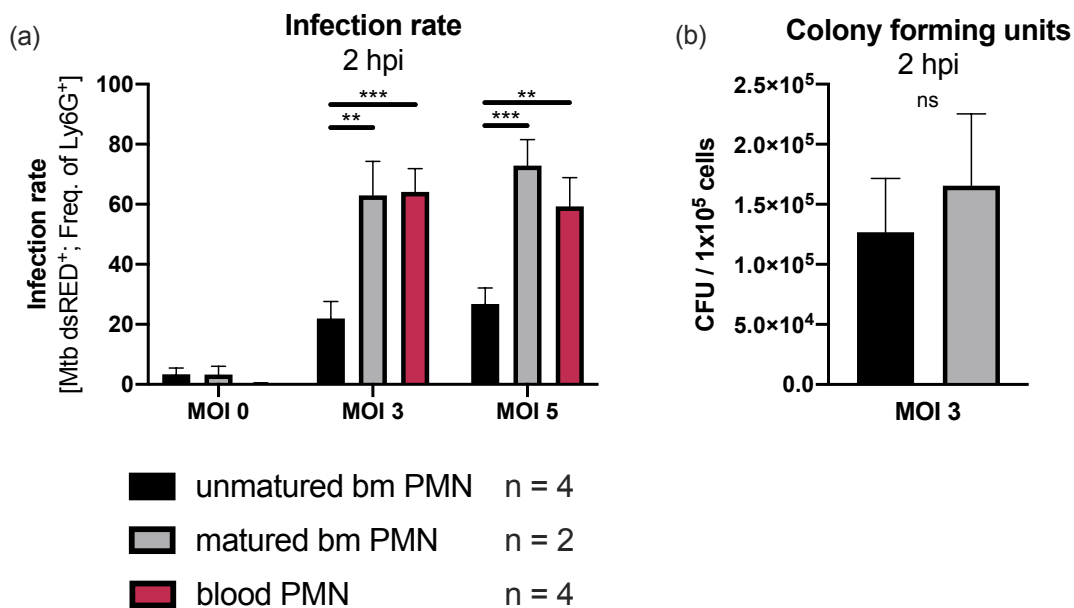 (a)
Infection rate
2 hpi
Infection rate
[Mtb dsRED⁺; Freq. of Ly6G⁺]
100
80
60
40
20
0
***
**
**
***
MOI 0 MOI 3 MOI 5
(b)
Colony forming units
2 hpi
CFU / 1x10⁵ cells
2.5×10⁵
2.0×10⁵
1.5×10⁵
1.0×10⁵
5.0×10⁴
0.0
ns
MOI 3
unmatured bm PMN n = 4
matured bm PMN n = 2
blood PMN n = 4